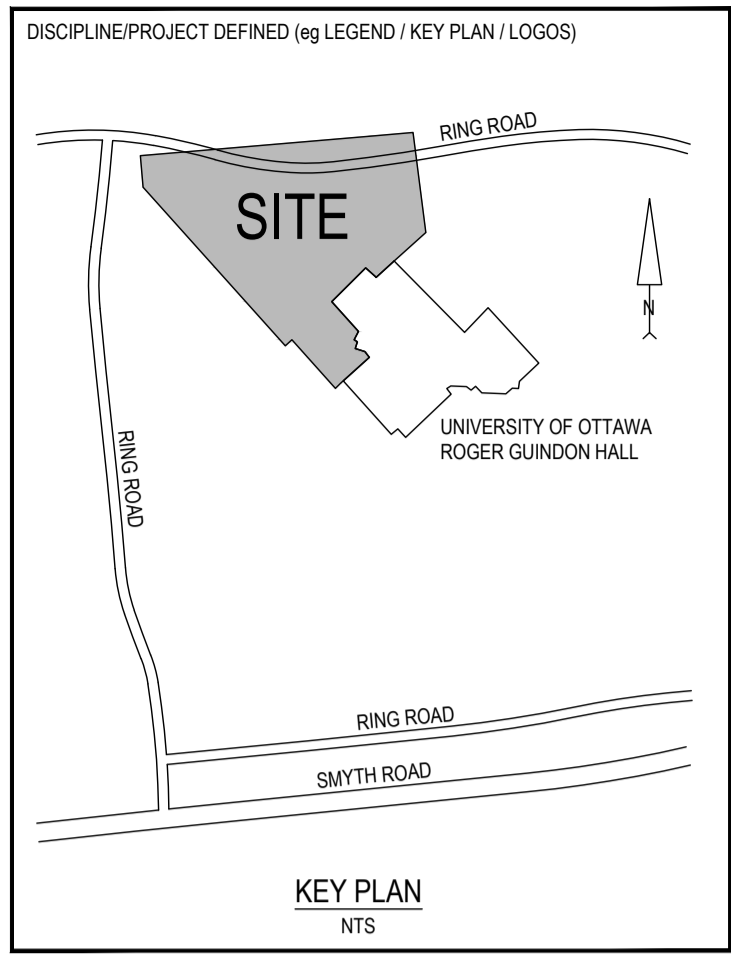 DISCIPLINE/PROJECT DEFINED (eg LEGEND / KEY PLAN / LOGOS)
RING ROAD
SITE
N
UNIVERSITY OF OTTAWA
ROGER GUINDON HALL
RING ROAD
RING ROAD
SMYTH ROAD
KEY PLAN
NTS